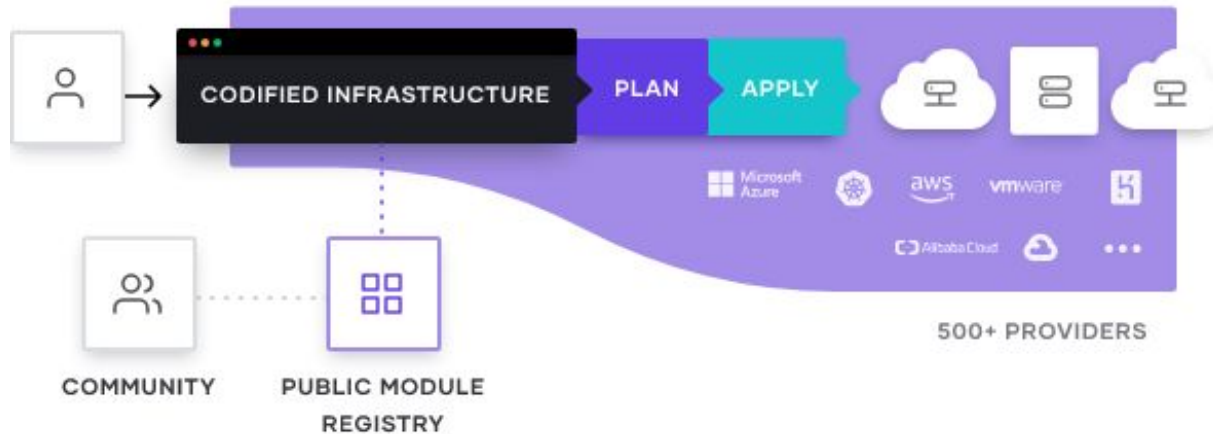 CODIFIED INFRASTRUCTURE
PLAN
APPLY
Microsoft
Azure
aws
vmware
Alibaba Cloud
500+ PROVIDERS
COMMUNITY
PUBLIC MODULE
REGISTRY